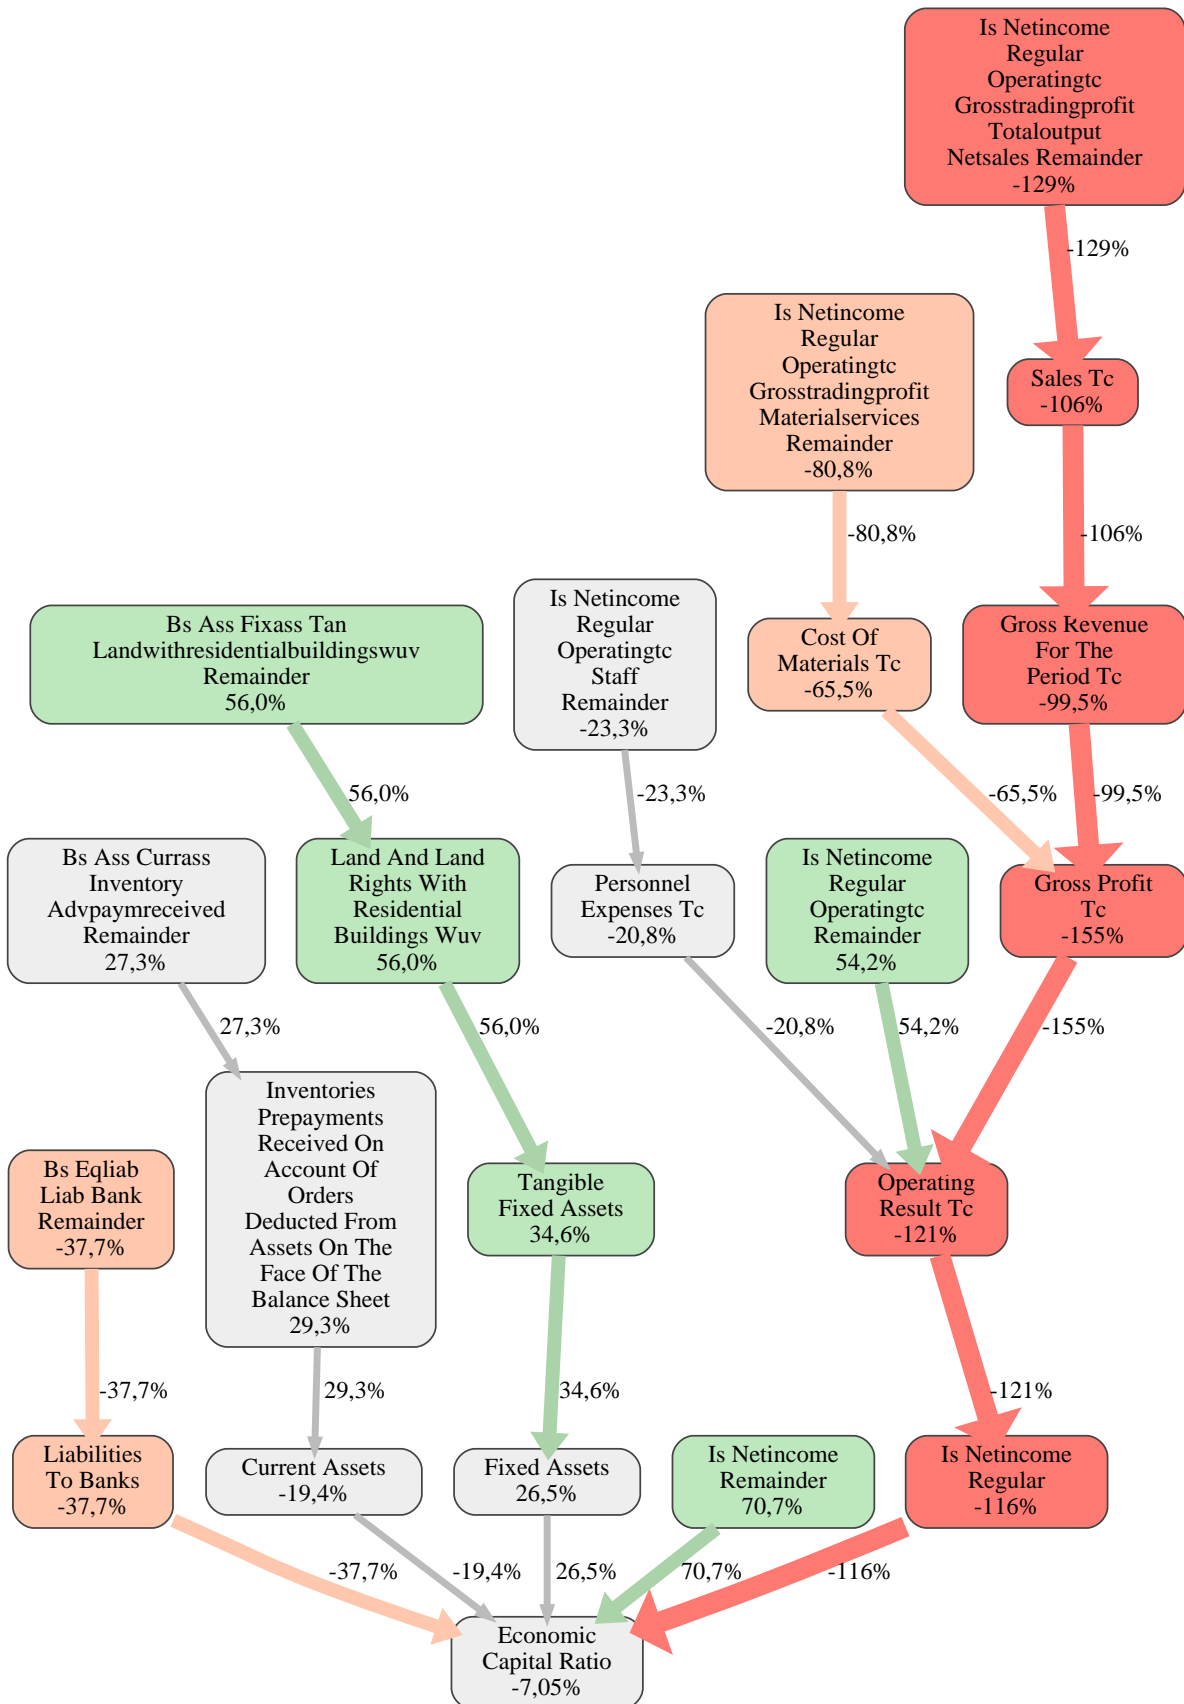 Is Netincome
Regular
Operatingtc
Grosstradingprofit
Totaloutput
Netsales Remainder
-129%
-129%
Is Netincome
Regular
Operatingtc
Grosstradingprofit
Materialservices
Remainder
-80,8%
Sales Tc
-106%
-80,8%
-106%
Bs Ass Fixass Tan
Landwithresidentialbuildingswuv
Remainder
56,0%
Is Netincome
Regular
Operatingtc
Staff
Remainder
-23,3%
Cost Of
Materials Tc
-65,5%
Gross Revenue
For The
Period Tc
-99,5%
56,0%
-23,3%
-65,5%
-99,5%
Bs Ass Currass
Inventory
Advpaymreceived
Remainder
27,3%
Land And Land
Rights With
Residential
Buildings Wuv
56,0%
Personnel
Expenses Tc
-20,8%
Is Netincome
Regular
Operatingtc
Remainder
54,2%
Gross Profit
Tc
-155%
27,3%
56,0%
-20,8%
54,2%
-155%
Bs Eqliab
Liab Bank
Remainder
-37,7%
Inventories
Prepayments
Received On
Account Of
Orders
Deducted From
Assets On The
Face Of The
Balance Sheet
29,3%
Tangible
Fixed Assets
34,6%
Operating
Result Tc
-121%
-37,7%
29,3%
34,6%
-121%
Liabilities
To Banks
-37,7%
Current Assets
-19,4%
Fixed Assets
26,5%
Is Netincome
Remainder
70,7%
Is Netincome
Regular
-116%
-37,7%
-19,4%
26,5%
70,7%
-116%
Economic
Capital Ratio
-7,05%